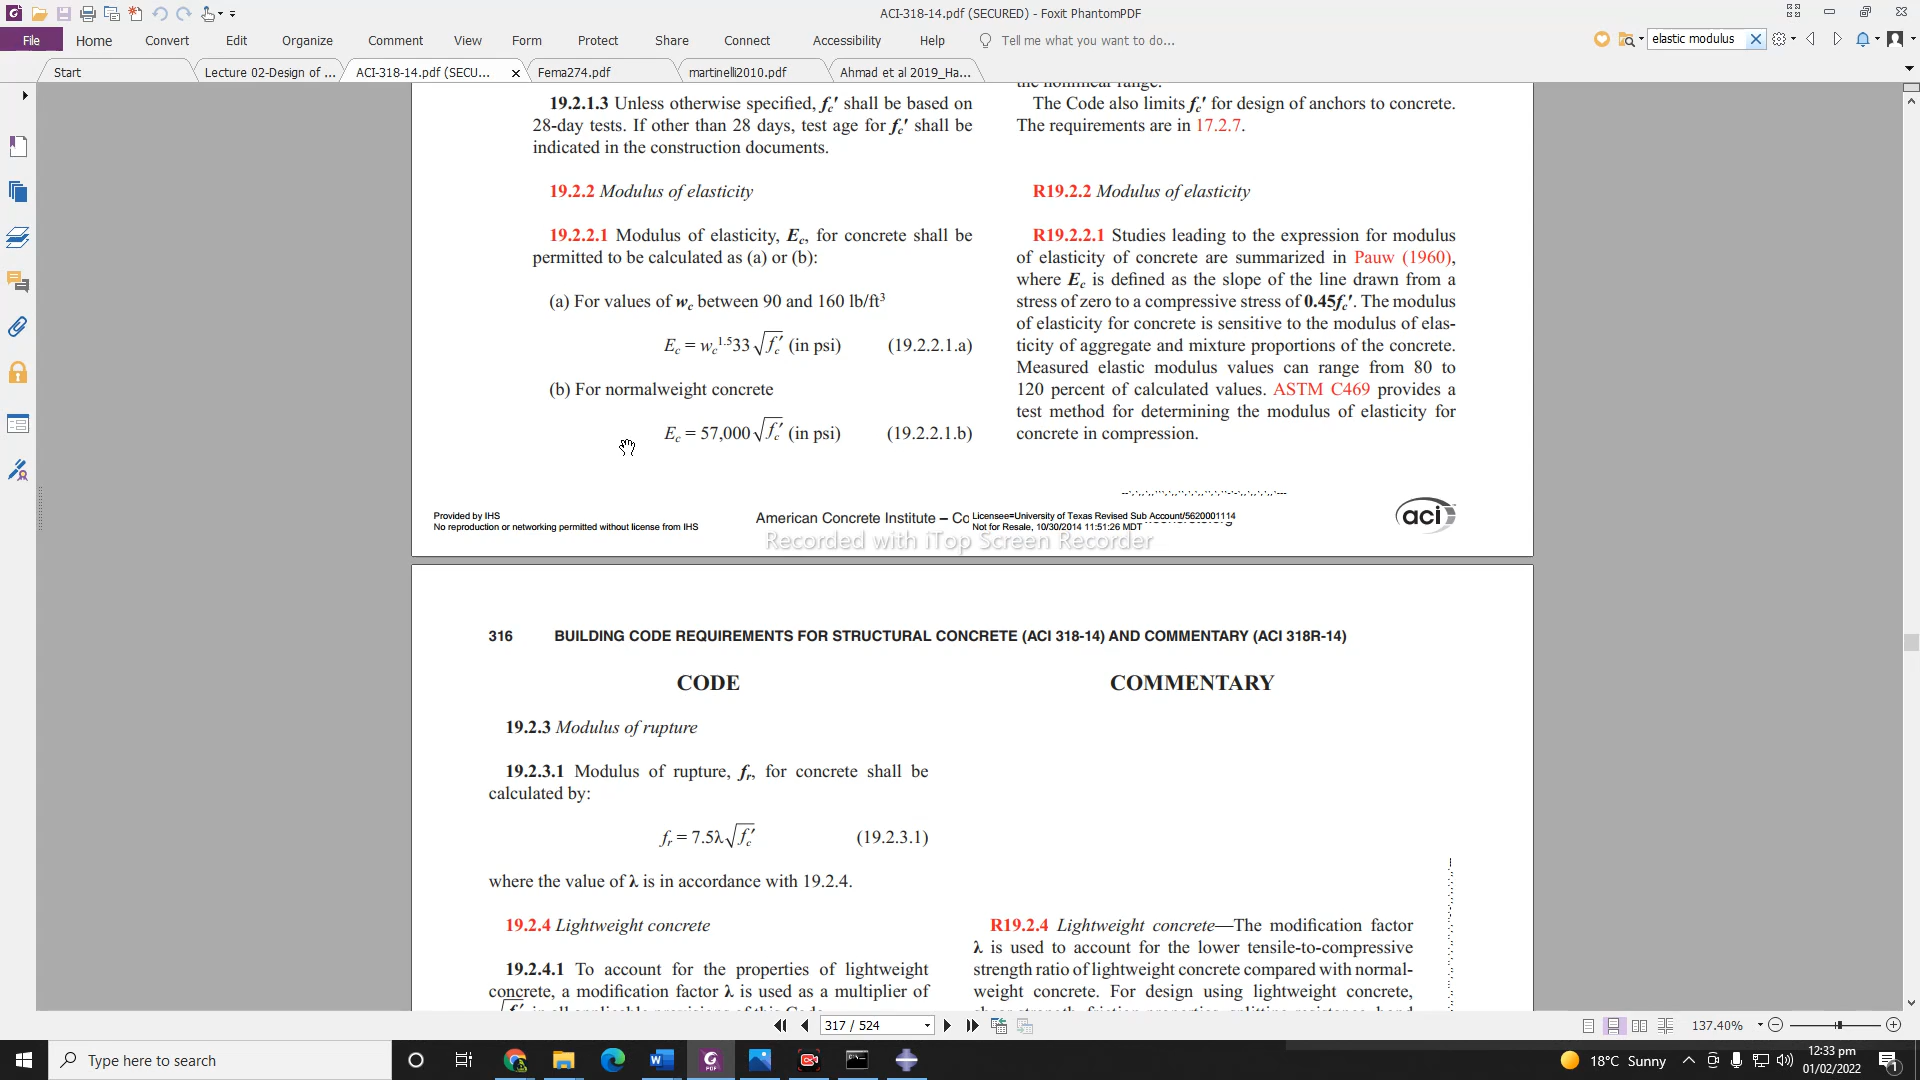 ACI-318-14.pdf (SECURED) - Foxit PhantomPDF
File Home Convert Edit Organize Comment View Form Protect Share Connect Accessibility Help Tell me what you want to do... elastic modulus
Start Lecture 02-Design of ... ACI-318-14.pdf (SECU... Fema274.pdf martinelli2010.pdf Ahmad et al 2019_Ha...
19.2.1.3 Unless otherwise specified, fc′ shall be based on
28-day tests. If other than 28 days, test age for fc′ shall be
indicated in the construction documents.
19.2.2 Modulus of elasticity
19.2.2.1 Modulus of elasticity, Ec, for concrete shall be
permitted to be calculated as (a) or (b):
(a) For values of wc between 90 and 160 lb/ft³
Ec = wc^1.5 33√fc′ (in psi) (19.2.2.1.a)
(b) For normalweight concrete
Ec = 57,000√fc′ (in psi) (19.2.2.1.b)
the nonlinear range.
The Code also limits fc′ for design of anchors to concrete.
The requirements are in 17.2.7.
R19.2.2 Modulus of elasticity
R19.2.2.1 Studies leading to the expression for modulus
of elasticity of concrete are summarized in Pauw (1960),
where Ec is defined as the slope of the line drawn from a
stress of zero to a compressive stress of 0.45fc′. The modulus
of elasticity for concrete is sensitive to the modulus of elas-
ticity of aggregate and mixture proportions of the concrete.
Measured elastic modulus values can range from 80 to
120 percent of calculated values. ASTM C469 provides a
test method for determining the modulus of elasticity for
concrete in compression.
Provided by IHS
No reproduction or networking permitted without license from IHS
American Concrete Institute – Co
Licensee=University of Texas Revised Sub Account/5620001114
Not for Resale, 10/30/2014 11:51:26 MDT
aci
Recorded with iTop Screen Recorder
316 BUILDING CODE REQUIREMENTS FOR STRUCTURAL CONCRETE (ACI 318-14) AND COMMENTARY (ACI 318R-14)
CODE
19.2.3 Modulus of rupture
19.2.3.1 Modulus of rupture, fr, for concrete shall be
calculated by:
fr = 7.5λ√fc′ (19.2.3.1)
where the value of λ is in accordance with 19.2.4.
19.2.4 Lightweight concrete
19.2.4.1 To account for the properties of lightweight
concrete, a modification factor λ is used as a multiplier of
COMMENTARY
R19.2.4 Lightweight concrete—The modification factor
λ is used to account for the lower tensile-to-compressive
strength ratio of lightweight concrete compared with normal-
weight concrete. For design using lightweight concrete,
317 / 524
137.40%
Type here to search
18°C Sunny
12:33 pm
01/02/2022
1